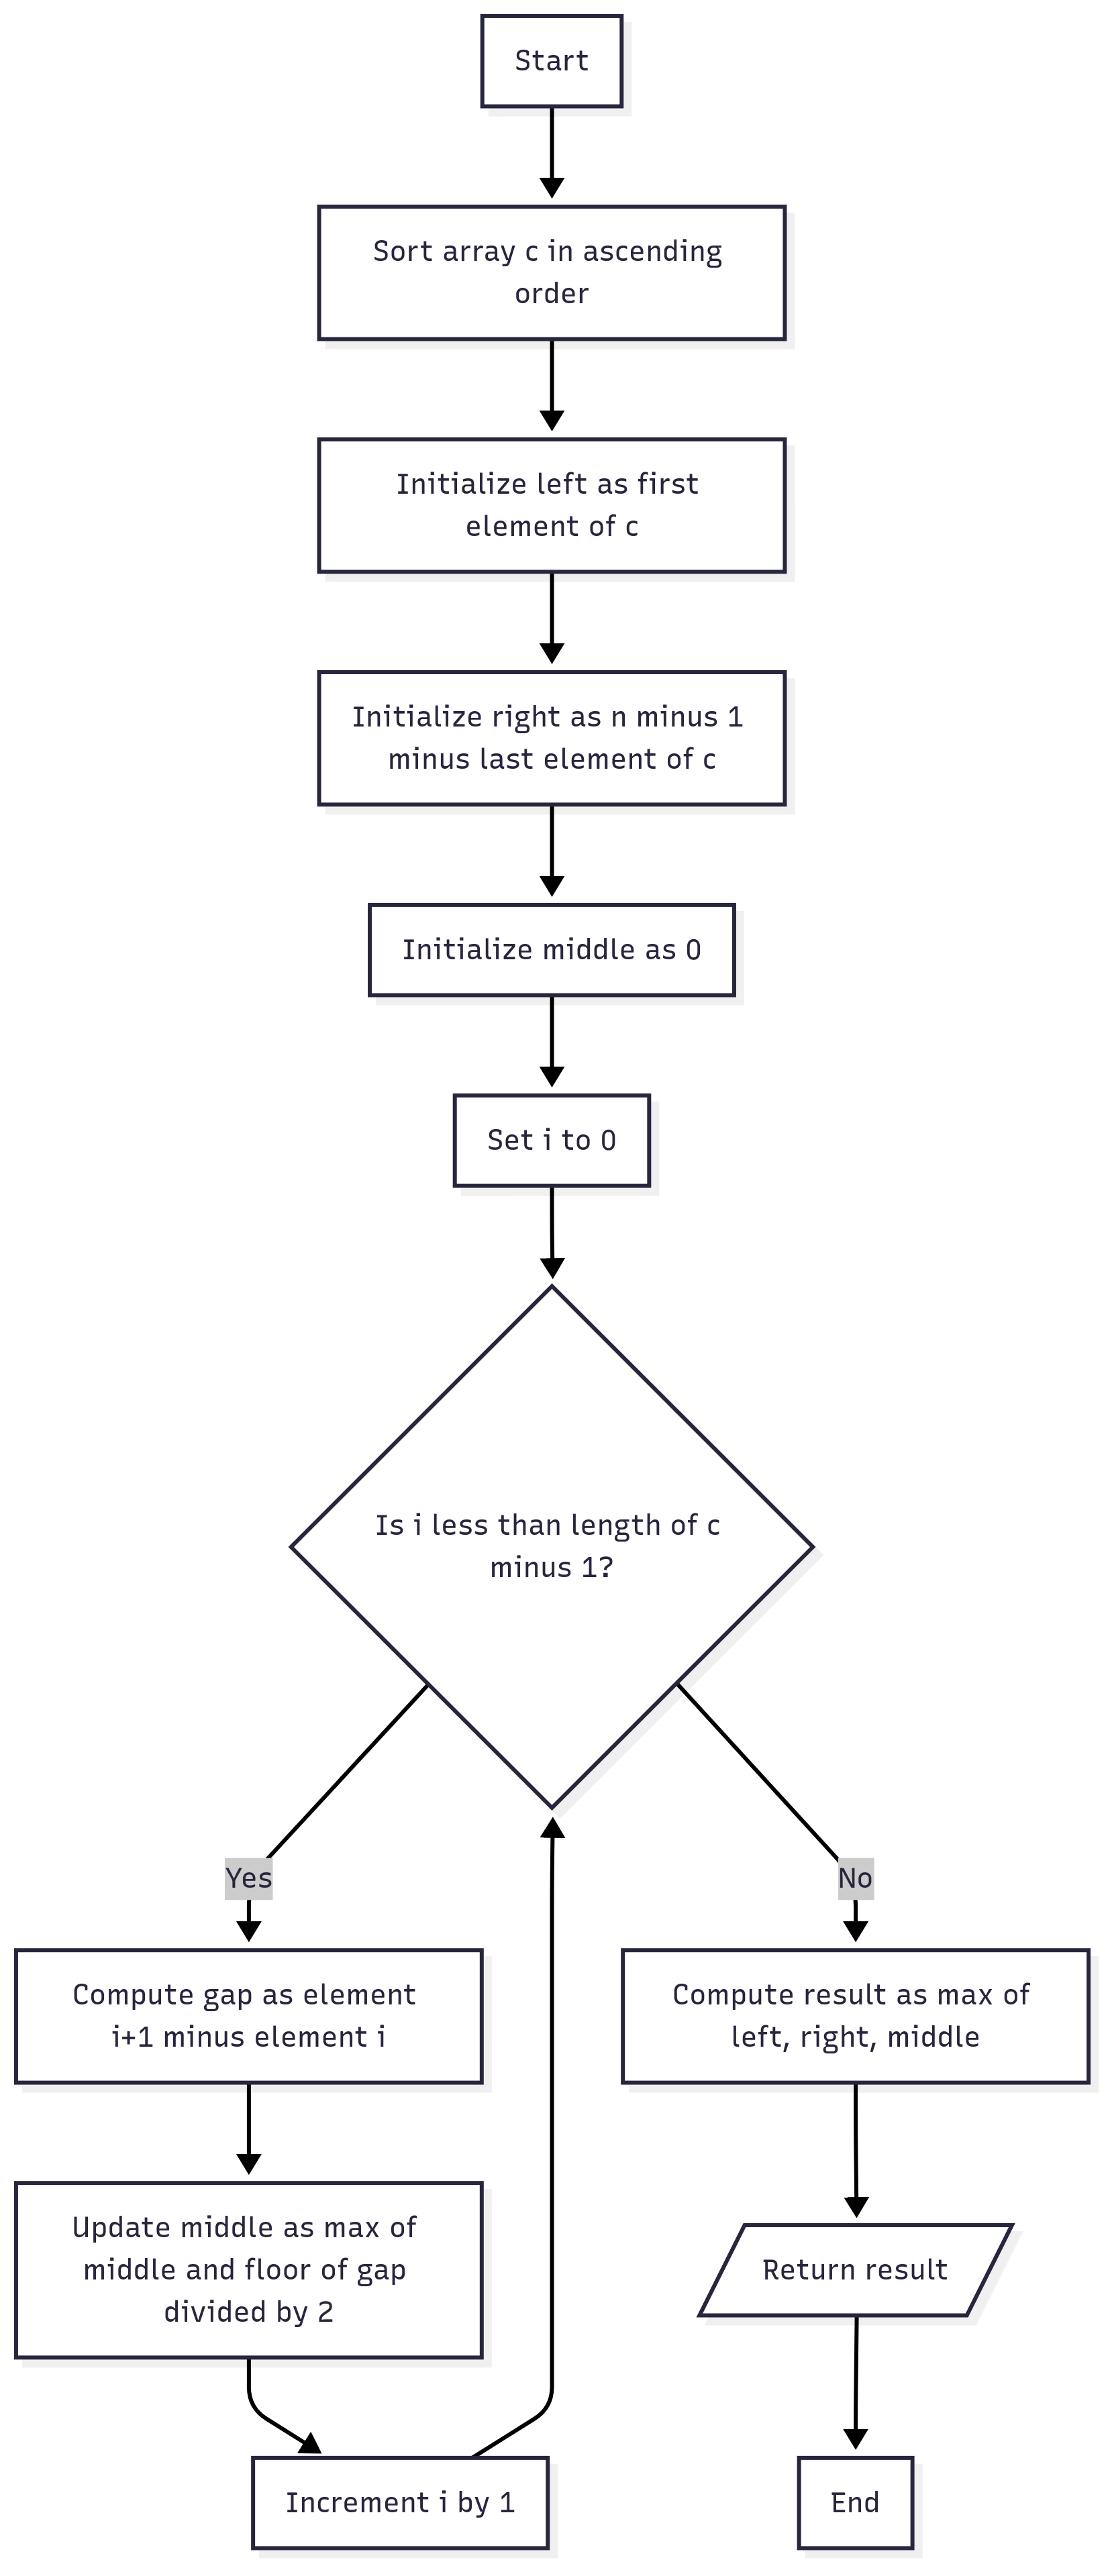 Start
Sort array c in ascending
order
Initialize left as first
element of c
Initialize right as n minus 1
minus last element of c
Initialize middle as 0
Set i to 0
Is i less than length of c
minus 1?
Yes
No
Compute gap as element
i+1 minus element i
Compute result as max of
left, right, middle
Update middle as max of
middle and floor of gap
divided by 2
Return result
Increment i by 1
End